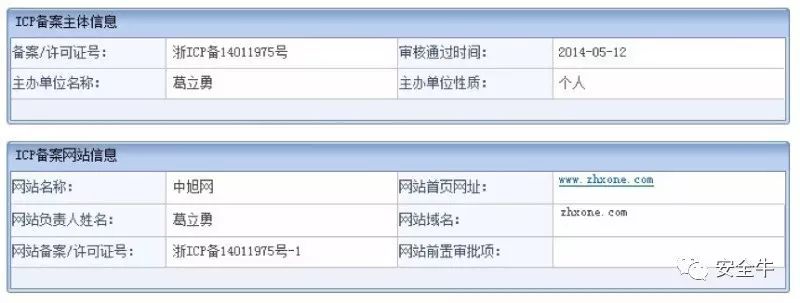 ICP备案主体信息
备案/许可证号： 浙ICP备14011975号 审核通过时间： 2014-05-12
主办单位名称： 葛立勇 主办单位性质： 个人
ICP备案网站信息
网站名称： 中旭网 网站首页网址： www.zhxone.com
网站负责人姓名： 葛立勇 网站域名： zhxone.com
网站备案/许可证号： 浙ICP备14011975号-1 网站前置审批项：
安全牛